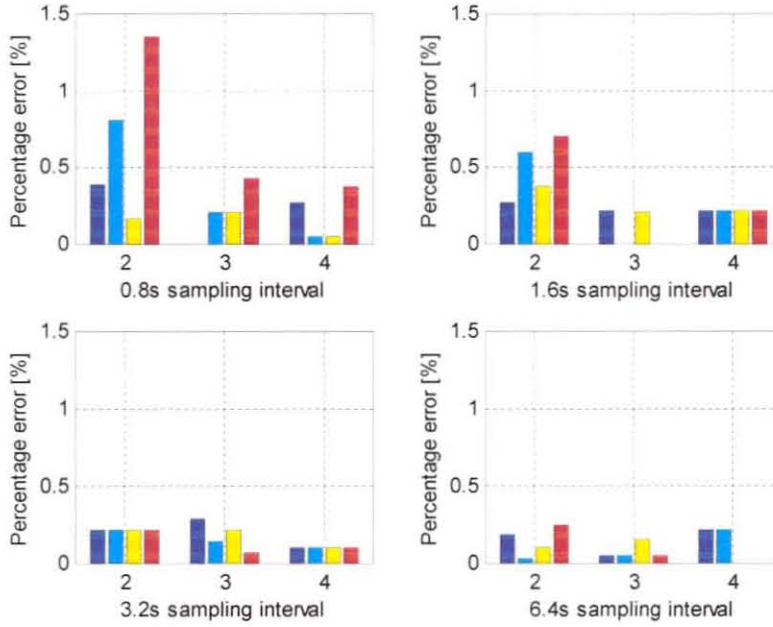 Percentage error [%]
1.5
1
0.5
0
2 3 4
0.8s sampling interval
Percentage error [%]
1.5
1
0.5
0
2 3 4
1.6s sampling interval
Percentage error [%]
1.5
1
0.5
0
2 3 4
3.2s sampling interval
Percentage error [%]
1.5
1
0.5
0
2 3 4
6.4s sampling interval